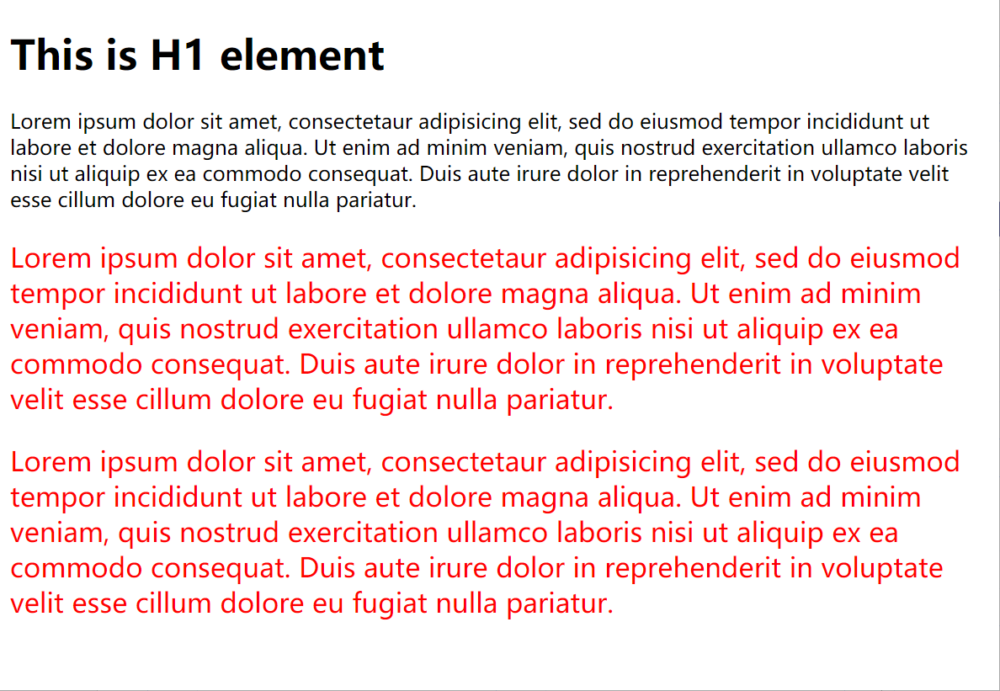 This is H1 element
Lorem ipsum dolor sit amet, consectetaur adipisicing elit, sed do eiusmod tempor incididunt ut
labore et dolore magna aliqua. Ut enim ad minim veniam, quis nostrud exercitation ullamco laboris
nisi ut aliquip ex ea commodo consequat. Duis aute irure dolor in reprehenderit in voluptate velit
esse cillum dolore eu fugiat nulla pariatur.
Lorem ipsum dolor sit amet, consectetaur adipisicing elit, sed do eiusmod
tempor incididunt ut labore et dolore magna aliqua. Ut enim ad minim
veniam, quis nostrud exercitation ullamco laboris nisi ut aliquip ex ea
commodo consequat. Duis aute irure dolor in reprehenderit in voluptate
velit esse cillum dolore eu fugiat nulla pariatur.
Lorem ipsum dolor sit amet, consectetaur adipisicing elit, sed do eiusmod
tempor incididunt ut labore et dolore magna aliqua. Ut enim ad minim
veniam, quis nostrud exercitation ullamco laboris nisi ut aliquip ex ea
commodo consequat. Duis aute irure dolor in reprehenderit in voluptate
velit esse cillum dolore eu fugiat nulla pariatur.